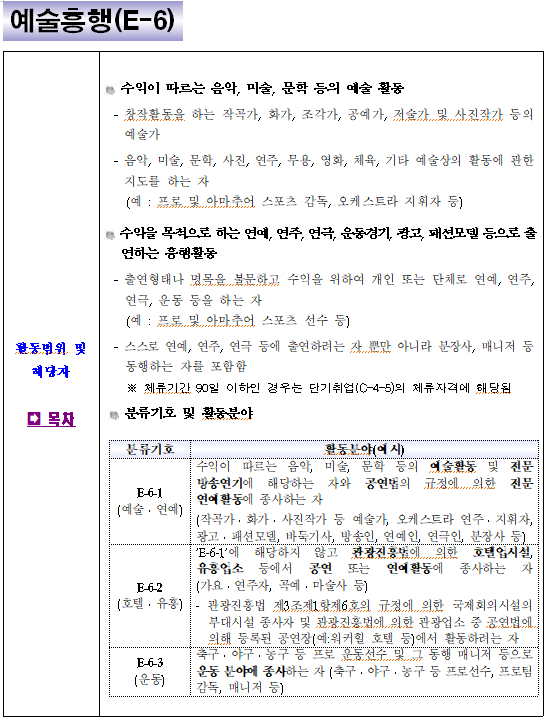 예술흥행(E-6)
활동범위 및
해당자
목차
수익이 따르는 음악, 미술, 문학 등의 예술 활동
- 창작활동을 하는 작곡가, 화가, 조각가, 공예가, 저술가 및 사진작가 등의
예술가
- 음악, 미술, 문학, 사진, 연주, 무용, 영화, 체육, 기타 예술상의 활동에 관한
지도를 하는 자
(예 : 프로 및 아마추어 스포츠 감독, 오케스트라 지휘자 등)
수익을 목적으로 하는 연예, 연주, 연극, 운동경기, 광고, 패션모델 등으로 출
연하는 흥행활동
- 출연형태나 명목을 불문하고 수익을 위하여 개인 또는 단체로 연예, 연주,
연극, 운동 등을 하는 자
(예 : 프로 및 아마추어 스포츠 선수 등)
- 스스로 연예, 연주, 연극 등에 출연하려는 자 뿐만 아니라 분장사, 매니저 등
동행하는 자를 포함함
※ 체류기간 90일 이하인 경우는 단기취업(C-4-5)의 체류자격에 해당됨
분류기호 및 활동분야
분류기호 활동분야(예시)
E-6-1
(예술 · 연예)
수익이 따르는 음악, 미술, 문학 등의 예술활동 및 전문
방송연기에 해당하는 자와 공연법의 규정에 의한 전문
연예활동에 종사하는 자
(작곡가 · 화가 · 사진작가 등 예술가, 오케스트라 연주 · 지휘자,
광고 · 패션모델, 바둑기사, 방송인, 연예인, 연극인, 분장사 등)
E-6-2
(호텔 · 유흥)
'E-6-1'에 해당하지 않고 관광진흥법에 의한 호텔업시설,
유흥업소 등에서 공연 또는 연예활동에 종사하는 자
(가요 · 연주자, 곡예 · 마술사 등)
- 관광진흥법 제3조제1항제6호의 규정에 의한 국제회의시설의
부대시설 종사자 및 관광진흥법에 의한 관광업소 중 공연법에
의해 등록된 공연장(예:워커힐 호텔 등)에서 활동하려는 자
E-6-3
(운동)
축구 · 야구 · 농구 등 프로 운동선수 및 그 동행 매니저 등으로
운동 분야에 종사하는 자 (축구 · 야구 · 농구 등 프로선수, 프로팀
감독, 매니저 등)